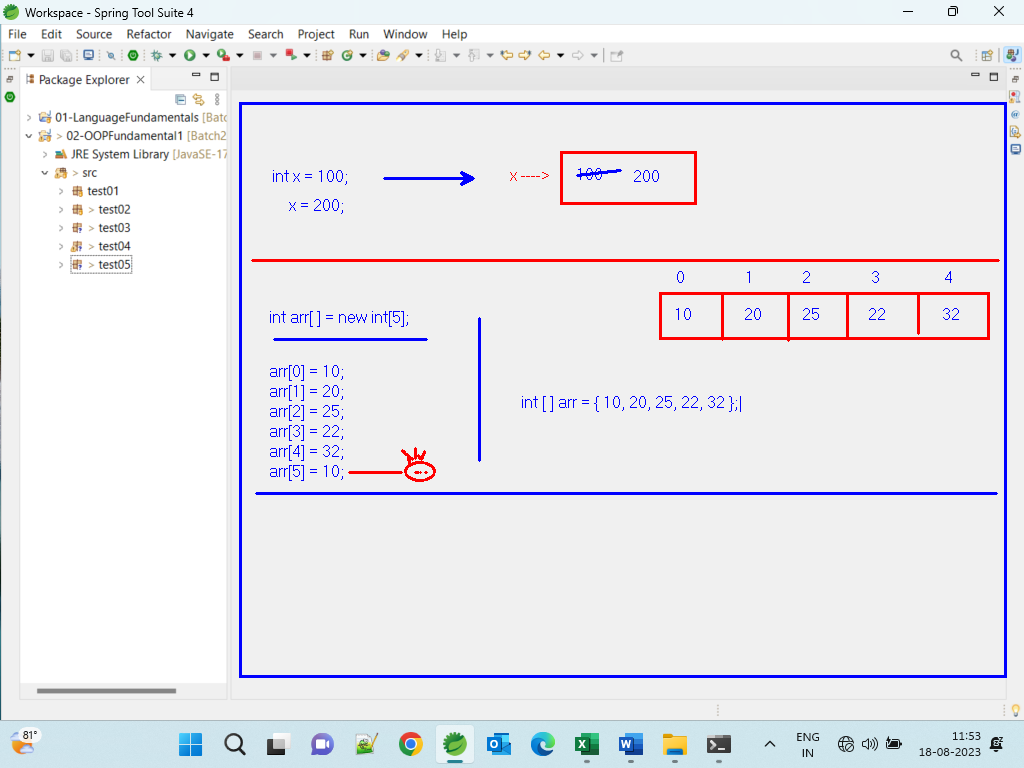 Workspace - Spring Tool Suite 4
File Edit Source Refactor Navigate Search Project Run Window Help
Package Explorer
01-LanguageFundamentals [Batc
> 02-OOPFundamental1 [Batch2
JRE System Library [JavaSE-17
> src
test01
> test02
> test03
> test04
> test05
int x = 100;
x = 200;
x ---->
100 200
0 1 2 3 4
10 20 25 22 32
int arr[ ] = new int[5];
arr[0] = 10;
arr[1] = 20;
arr[2] = 25;
arr[3] = 22;
arr[4] = 32;
arr[5] = 10;
int [ ] arr = { 10, 20, 25, 22, 32 };
81°
ENG
IN
11:53
18-08-2023